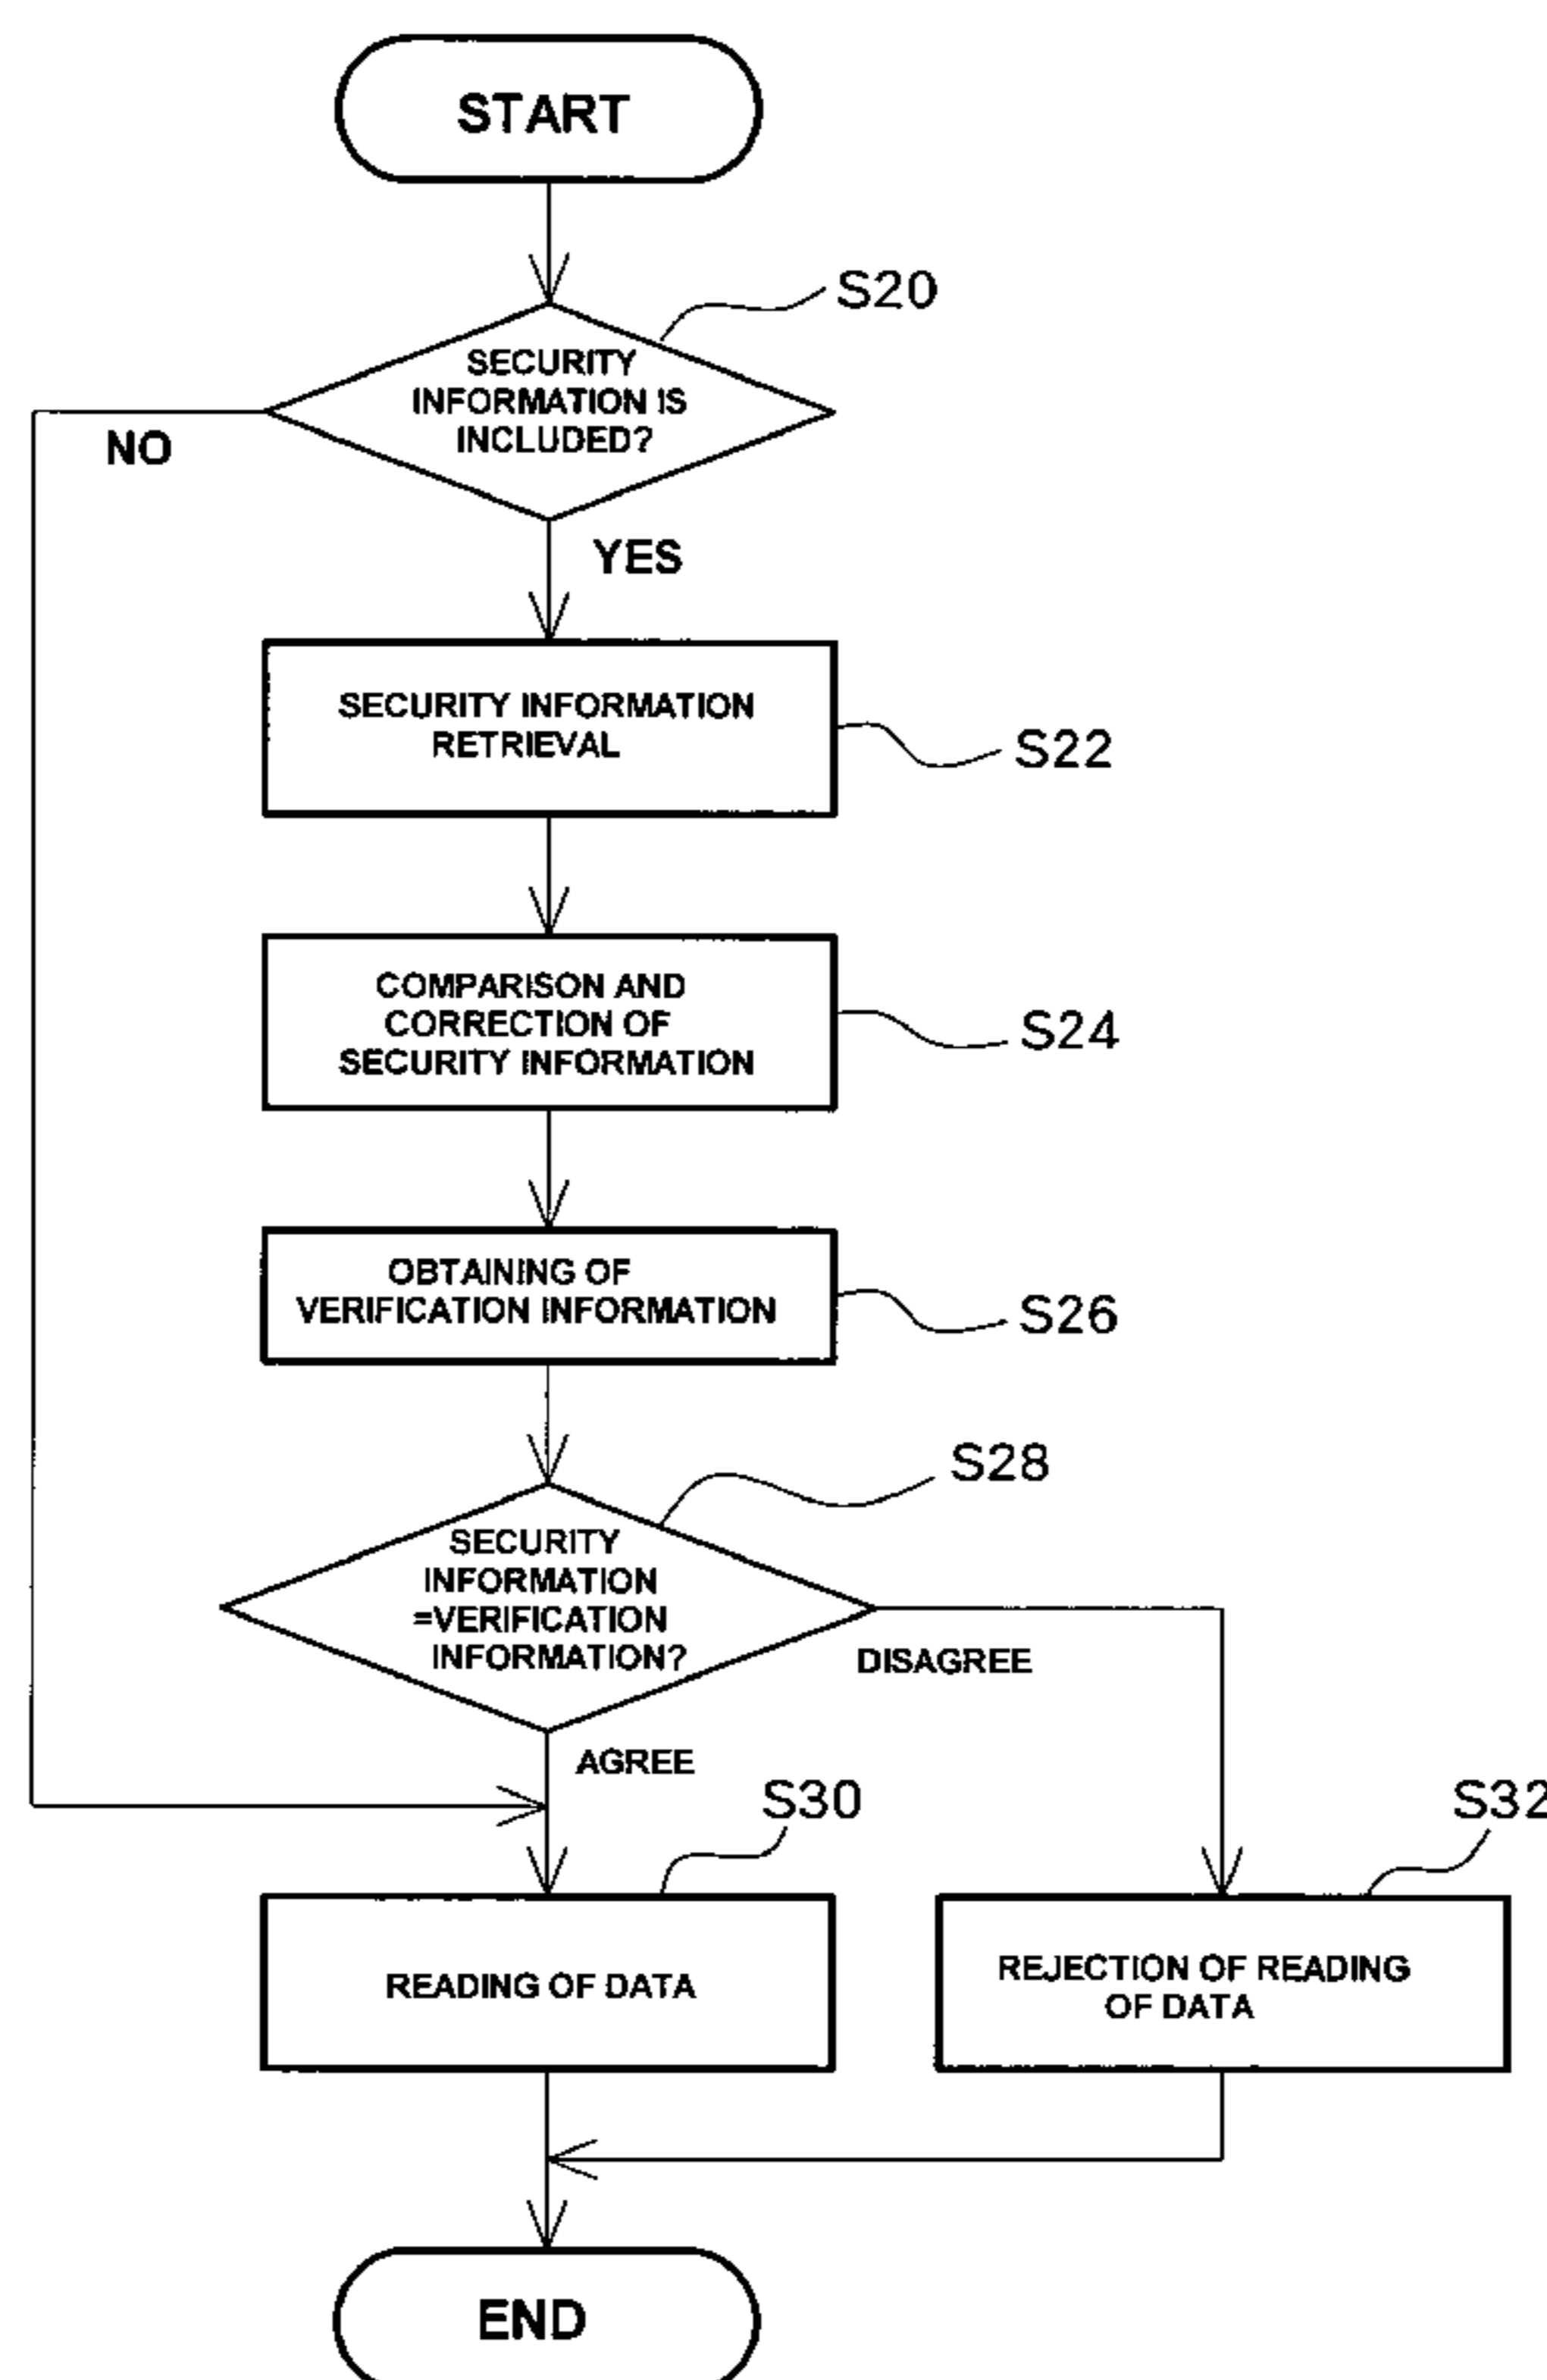 START
S20
SECURITY
INFORMATION IS
INCLUDED?
NO
YES
SECURITY INFORMATION
RETRIEVAL
S22
COMPARISON AND
CORRECTION OF
SECURITY INFORMATION
S24
OBTAINING OF
VERIFICATION INFORMATION
S26
S28
SECURITY
INFORMATION
=VERIFICATION
INFORMATION?
DISAGREE
AGREE
S30
S32
READING OF DATA
REJECTION OF READING
OF DATA
END